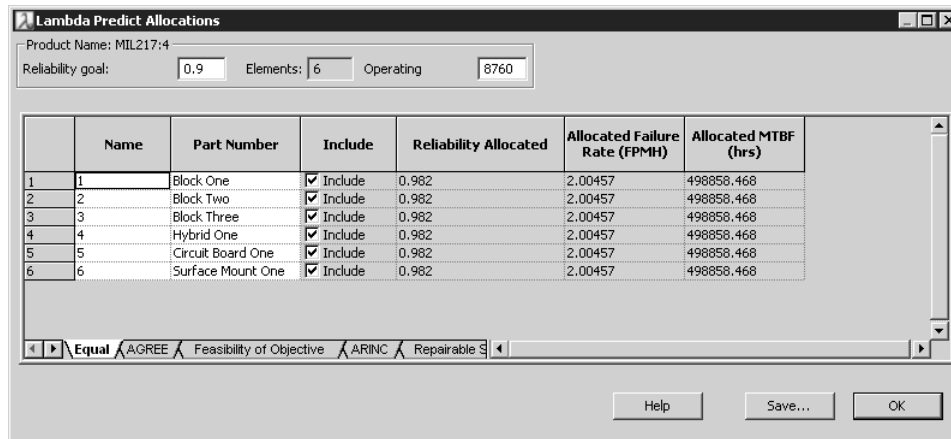 Lambda Predict Allocations
Product Name: MIL217:4
Reliability goal: 0.9 Elements: 6 Operating 8760
Name Part Number Include Reliability Allocated Allocated Failure Rate (FPMH) Allocated MTBF (hrs)
1 1 Block One Include 0.982 2.00457 498858.468
2 2 Block Two Include 0.982 2.00457 498858.468
3 3 Block Three Include 0.982 2.00457 498858.468
4 4 Hybrid One Include 0.982 2.00457 498858.468
5 5 Circuit Board One Include 0.982 2.00457 498858.468
6 6 Surface Mount One Include 0.982 2.00457 498858.468
Equal AGREE Feasibility of Objective ARINC Repairable S
Help Save... OK